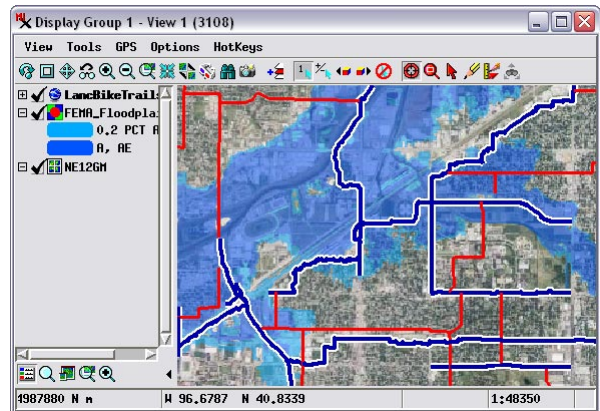 Display Group 1 - View 1 (3108)
View Tools GPS Options HotKeys
LancBikeTrails
FEMA_Floodplai
0.2 PCT A
A, AE
NE12GM
4987880 N m W 96.6787 N 40.8339 1:48350